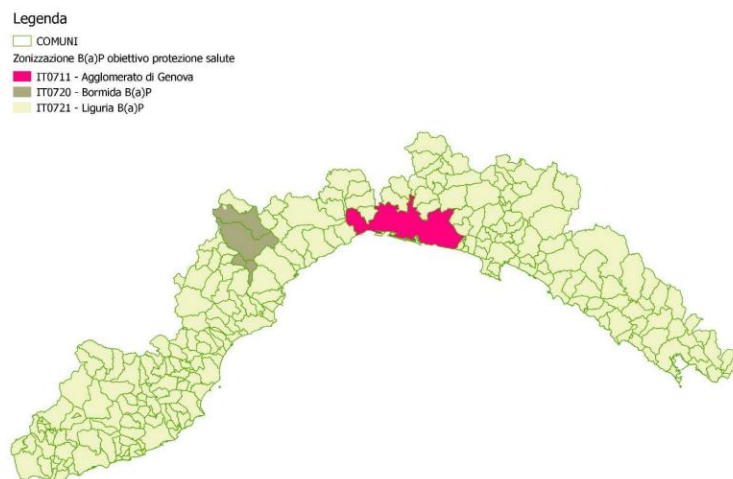 Legenda
COMUNI
Zonizzazione B(a)P obiettivo protezione salute
IT0711 - Agglomerato di Genova
IT0720 - Bormida B(a)P
IT0721 - Liguria B(a)P